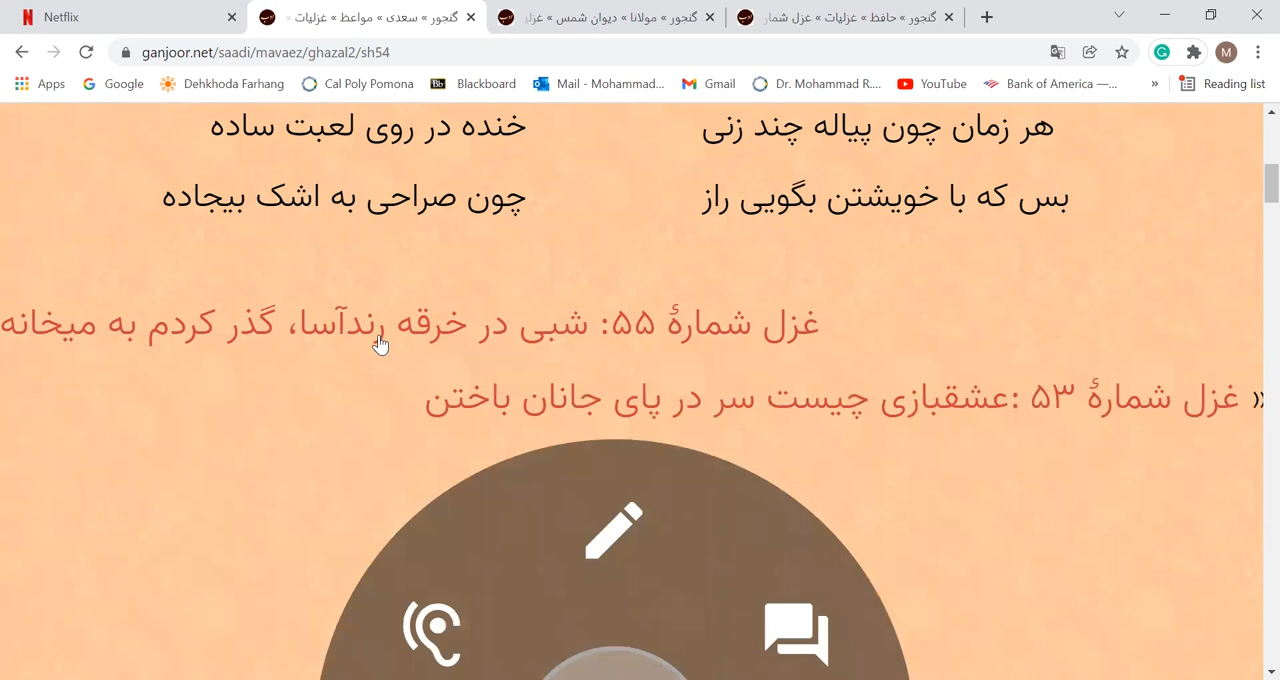 Netflix
گنجور » سعدی » مواعظ » غزلیات »
گنجور » مولانا » دیوان شمس » غزلی
گنجور » حافظ » غزلیات » غزل شمار
ganjoor.net/saadi/mavaez/ghazal2/sh54
M
Apps
Google
Dehkhoda Farhang
Cal Poly Pomona
Bb Blackboard
Mail - Mohammad...
Gmail
Dr. Mohammad R....
YouTube
Bank of America —...
»
Reading list
هر زمان چون پیاله چند زنی
خنده در روی لعبت ساده
بس که با خویشتن بگویی راز
چون صراحی به اشک بیجاده
غزل شمارهٔ ۵۵: شبی در خرقه رندآسا، گذر کردم به میخانه
« غزل شمارهٔ ۵۳ :عشقبازی چیست سر در پای جانان باختن